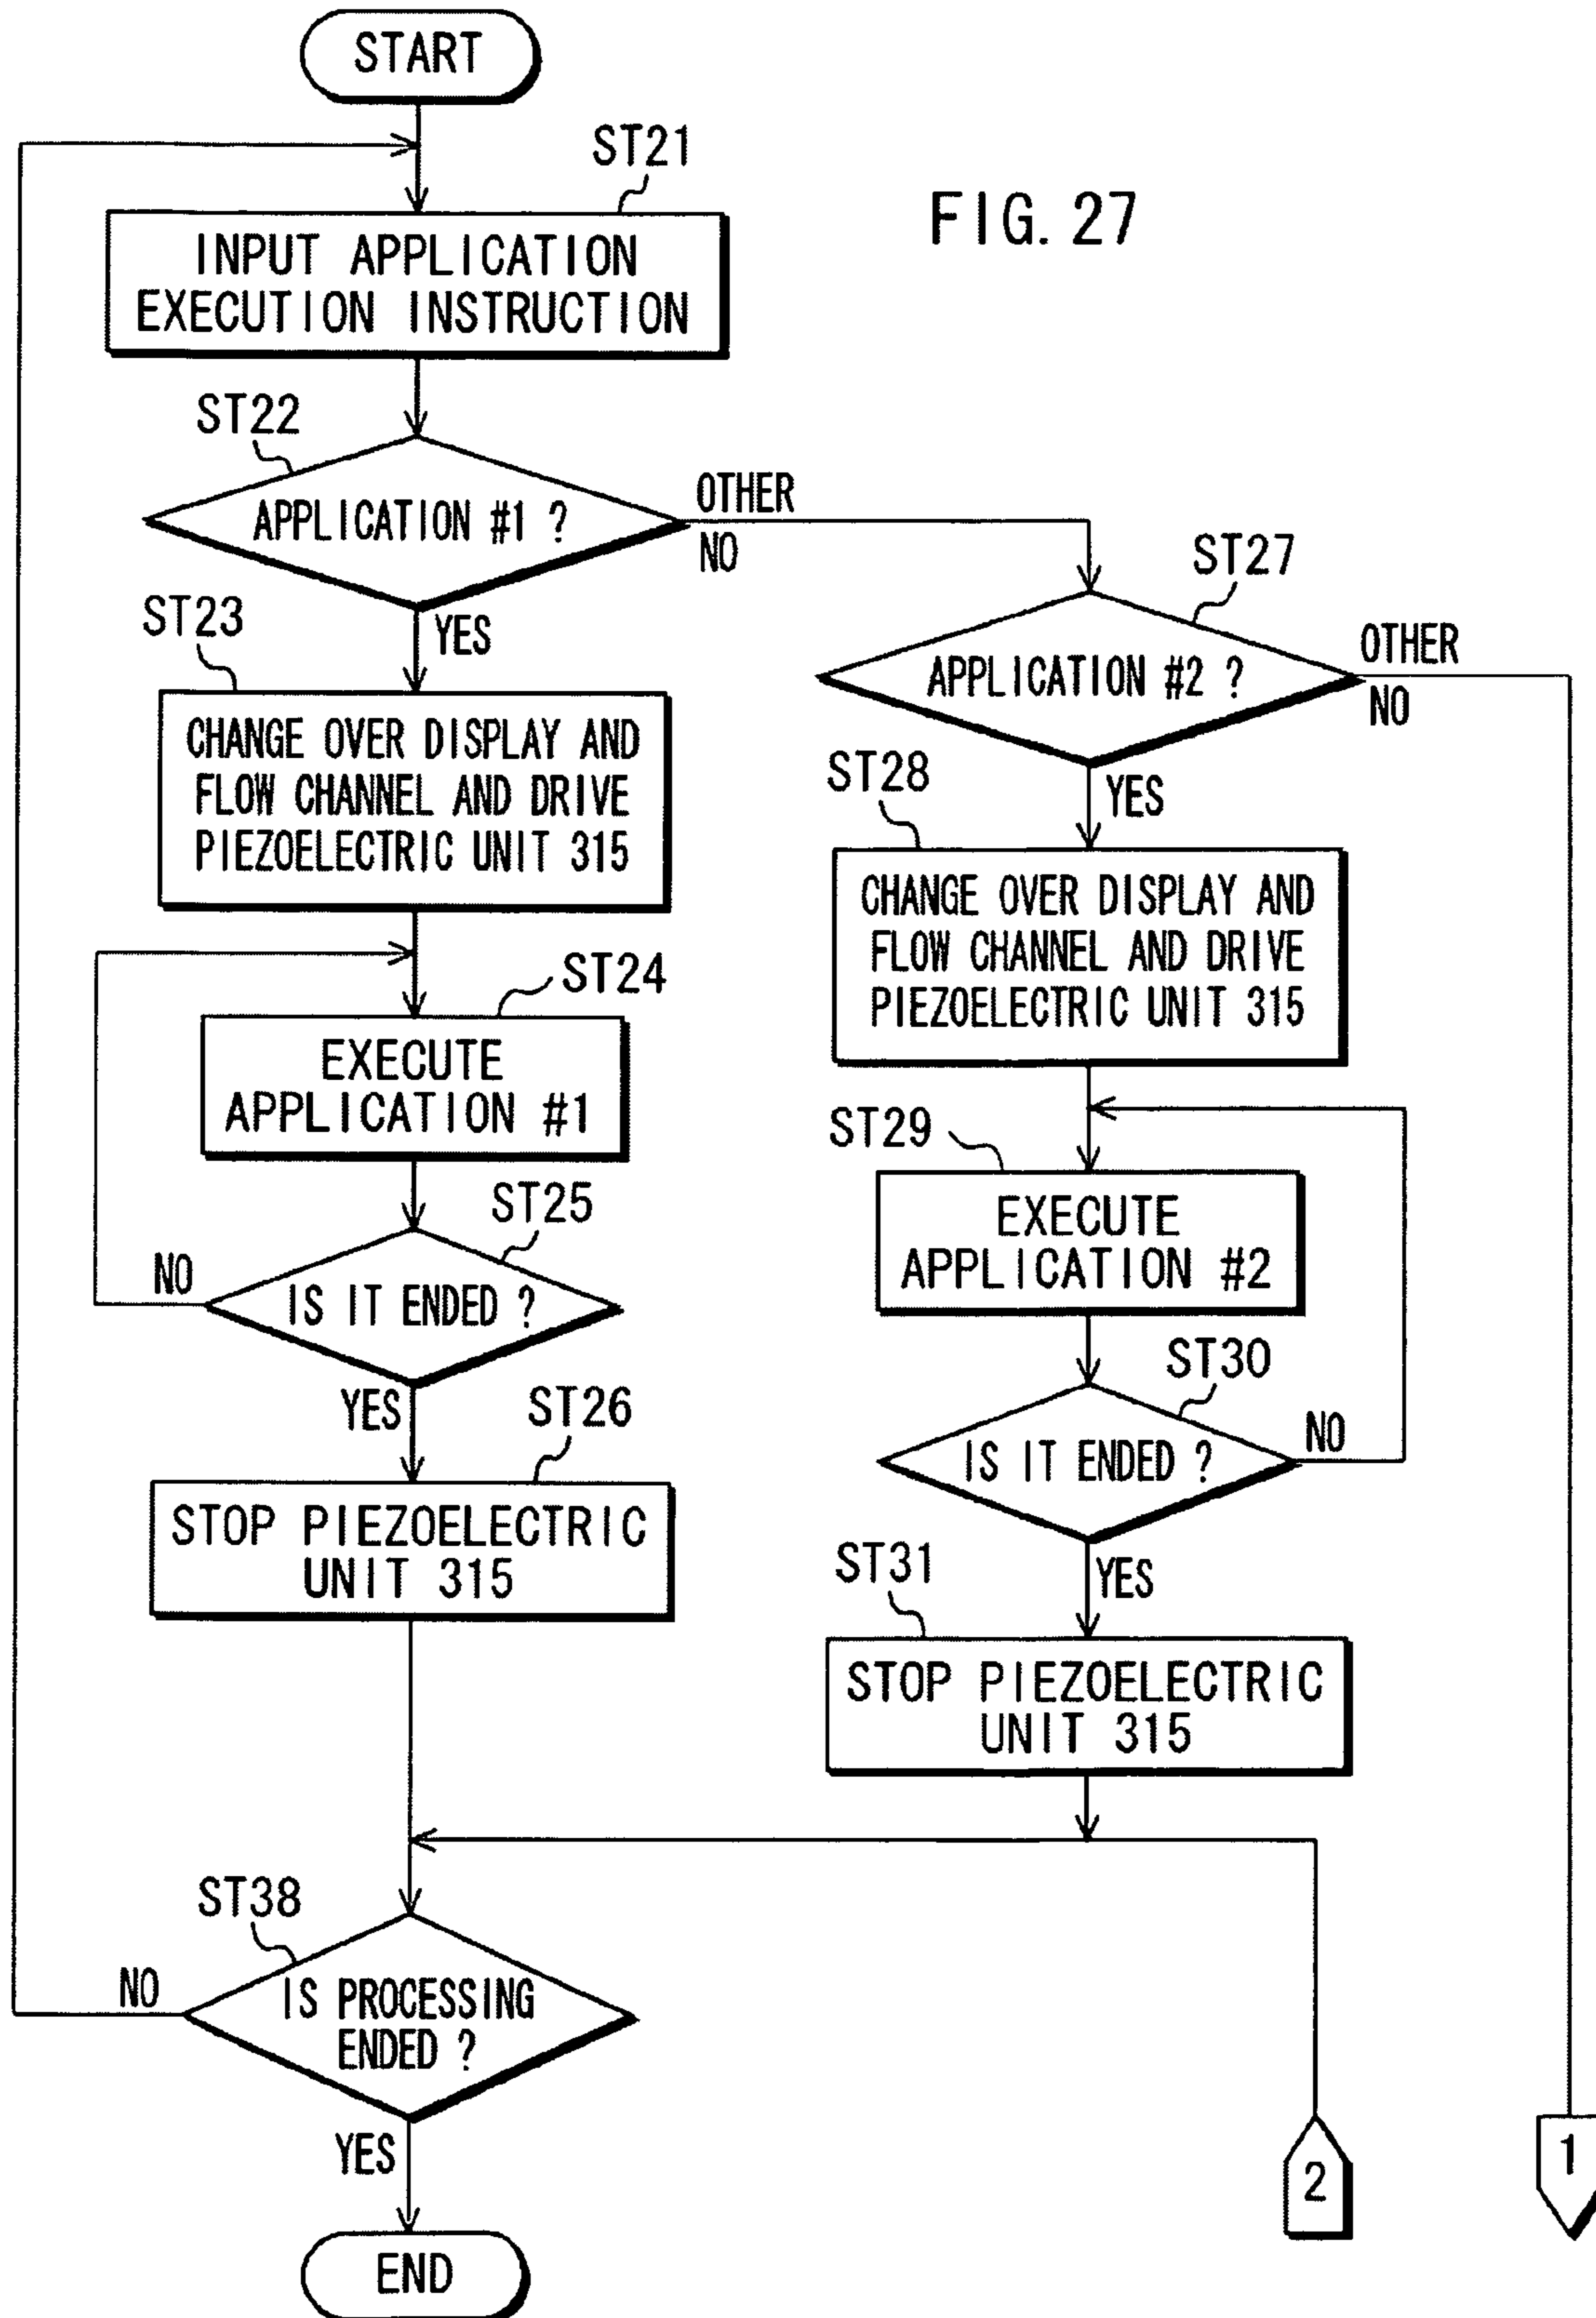 START
ST21
FIG. 27
INPUT APPLICATION
EXECUTION INSTRUCTION
ST22
APPLICATION #1 ?
OTHER
NO
YES
ST27
APPLICATION #2 ?
OTHER
NO
YES
ST23
CHANGE OVER DISPLAY AND
FLOW CHANNEL AND DRIVE
PIEZOELECTRIC UNIT 315
ST28
CHANGE OVER DISPLAY AND
FLOW CHANNEL AND DRIVE
PIEZOELECTRIC UNIT 315
ST24
EXECUTE
APPLICATION #1
ST29
EXECUTE
APPLICATION #2
ST25
NO
IS IT ENDED ?
YES
ST30
IS IT ENDED ?
NO
YES
ST26
STOP PIEZOELECTRIC
UNIT 315
ST31
STOP PIEZOELECTRIC
UNIT 315
ST38
NO
IS PROCESSING
ENDED ?
YES
2
1
END